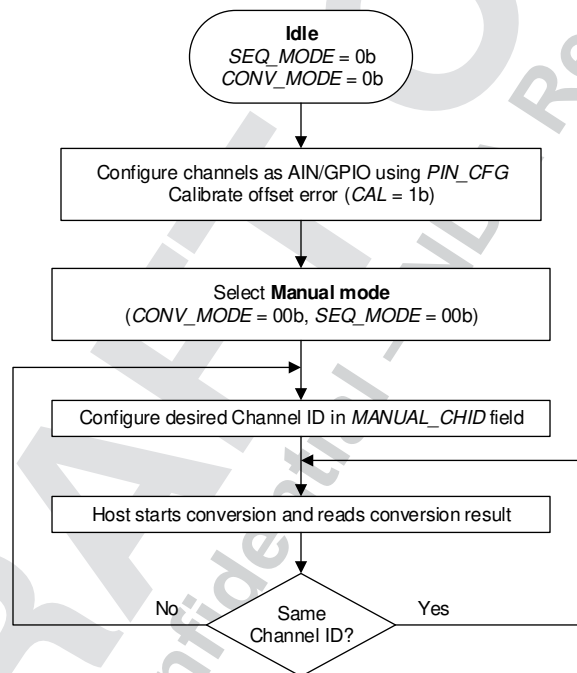 Idle
SEQ_MODE = 0b
CONV_MODE = 0b
Configure channels as AIN/GPIO using PIN_CFG
Calibrate offset error (CAL = 1b)
Select Manual mode
(CONV_MODE = 00b, SEQ_MODE = 00b)
Configure desired Channel ID in MANUAL_CHID field
Host starts conversion and reads conversion result
No
Same
Channel ID?
Yes